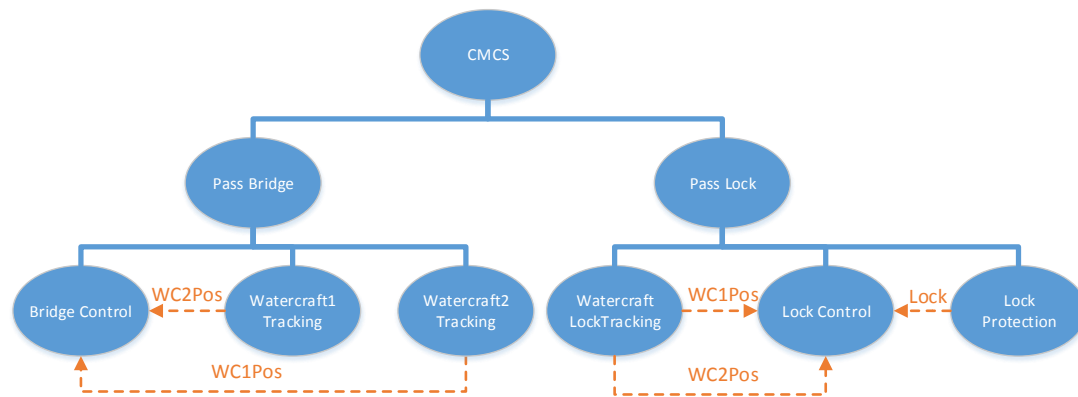 CMCS
Pass Bridge
Pass Lock
Bridge Control
WC2Pos
Watercraft1
Tracking
Watercraft2
Tracking
Watercraft
LockTracking
WC1Pos
Lock Control
Lock
Lock
Protection
WC1Pos
WC2Pos